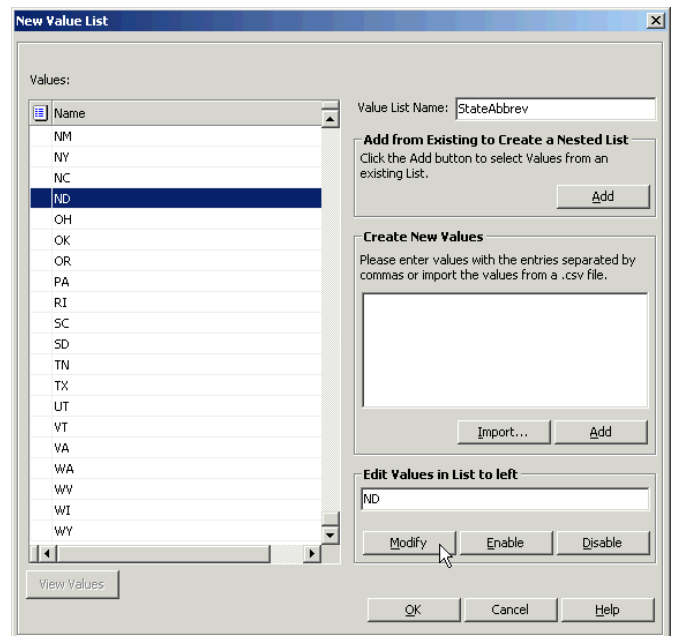 New Value List
Values:
Name
NM
NY
NC
ND
OH
OK
OR
PA
RI
SC
SD
TN
TX
UT
VT
VA
WA
WV
WI
WY
View Values
Value List Name: StateAbbrev
Add from Existing to Create a Nested List
Click the Add button to select Values from an
existing List.
Add
Create New Values
Please enter values with the entries separated by
commas or import the values from a .csv file.
Import... Add
Edit Values in List to left
ND
Modify Enable Disable
OK Cancel Help